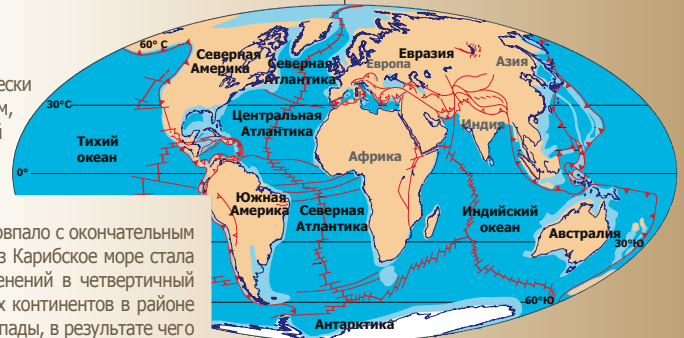 ески
м,
й
60° С
Северная
Америка
Северная
Атлантика
Европа
Евразия
Азия
30°С
Центральная
Атлантика
Индия
Тихий
океан
Африка
0°
Южная
Америка
Северная
Атлантика
Индийский
океан
Австралия
30°Ю
60°Ю
Антарктика
овпало с окончательным
з Карибское море стала
енений в четвертичный
х континентов в районе
пады, в результате чего